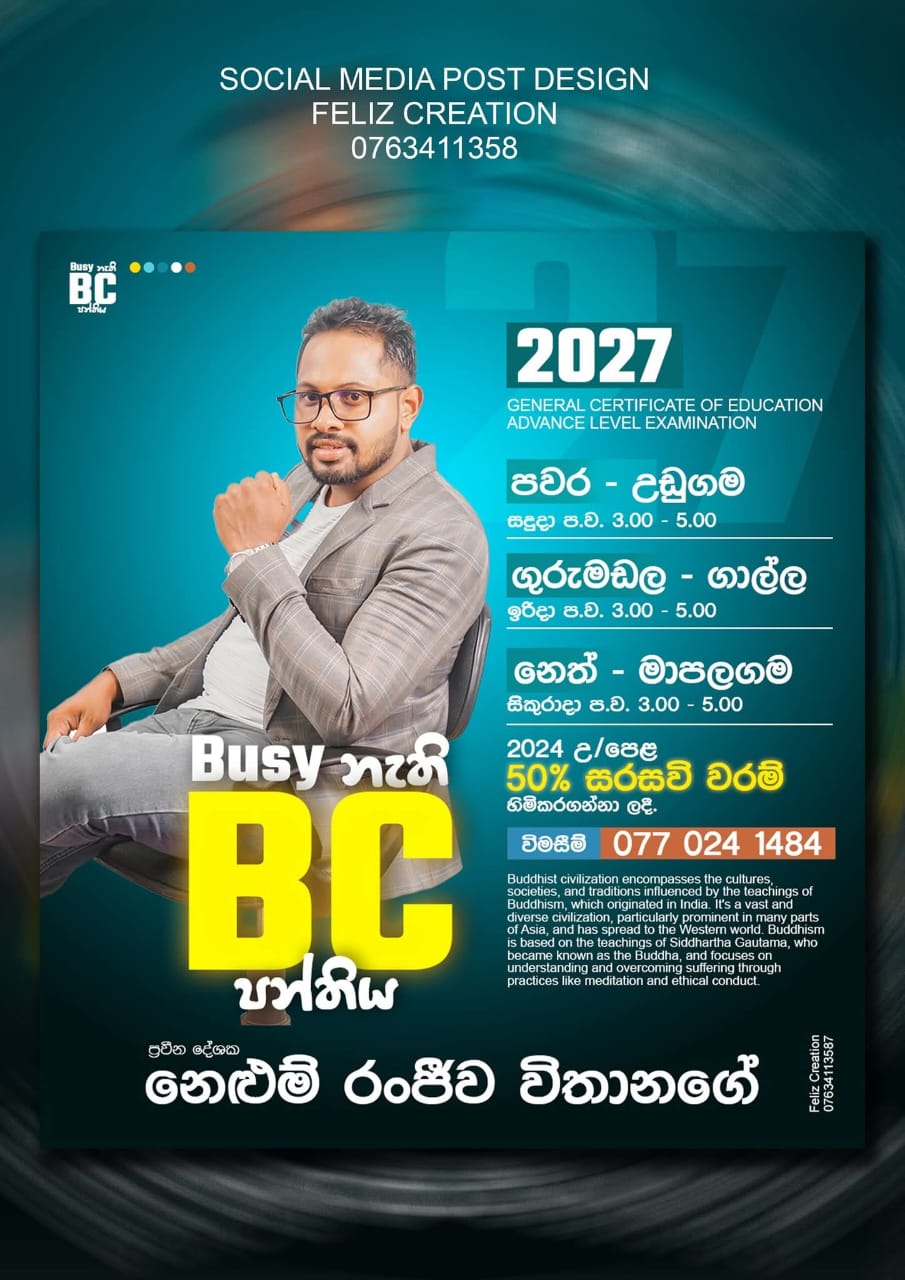 SOCIAL MEDIA POST DESIGN
FELIZ CREATION
0763411358
Busy නැති
BC
පන්තිය
2027
GENERAL CERTIFICATE OF EDUCATION
ADVANCE LEVEL EXAMINATION
පවර - උඩුගම
සඳුදා ප.ව. 3.00 - 5.00
ගුරුමඩල - ගාල්ල
ඉරිදා ප.ව. 3.00 - 5.00
නෙත් - මාපලගම
සිකුරාදා ප.ව. 3.00 - 5.00
2024 උ/පෙළ
50% සරසවි වරම්
හිමිකරගන්නා ලදී.
විමසීම් 077 024 1484
Buddhist civilization encompasses the cultures,
societies, and traditions influenced by the teachings of
Buddhism, which originated in India. It's a vast and
diverse civilization, particularly prominent in many parts
of Asia, and has spread to the Western world. Buddhism
is based on the teachings of Siddhartha Gautama, who
became known as the Buddha, and focuses on
understanding and overcoming suffering through
practices like meditation and ethical conduct.
Busy නැති
BC
පන්තිය
ප්‍රවීන දේශක
නෙළුම් රංජීව විතානගේ
Feliz Creation
07634113587
27